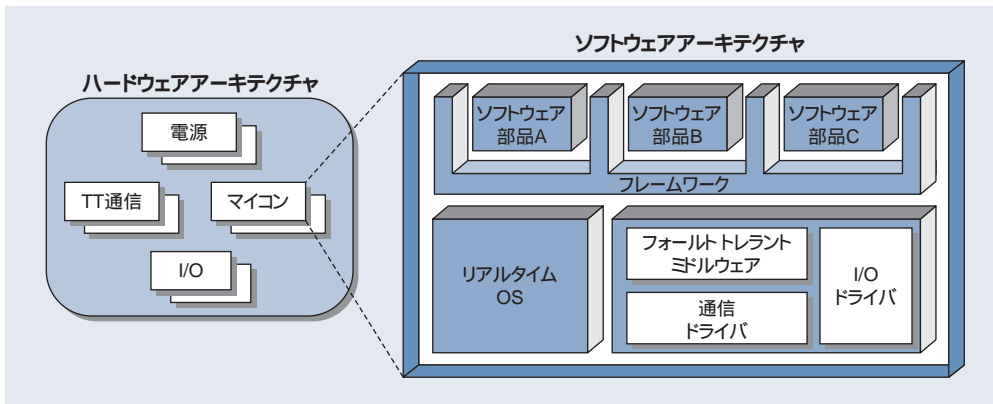 ソフトウェアアーキテクチャ
ハードウェアアーキテクチャ
電源
TT通信
マイコン
I/O
ソフトウェア
部品A
ソフトウェア
部品B
ソフトウェア
部品C
フレームワーク
リアルタイム
OS
フォールトトレラント
ミドルウェア
通信
ドライバ
I/O
ドライバ